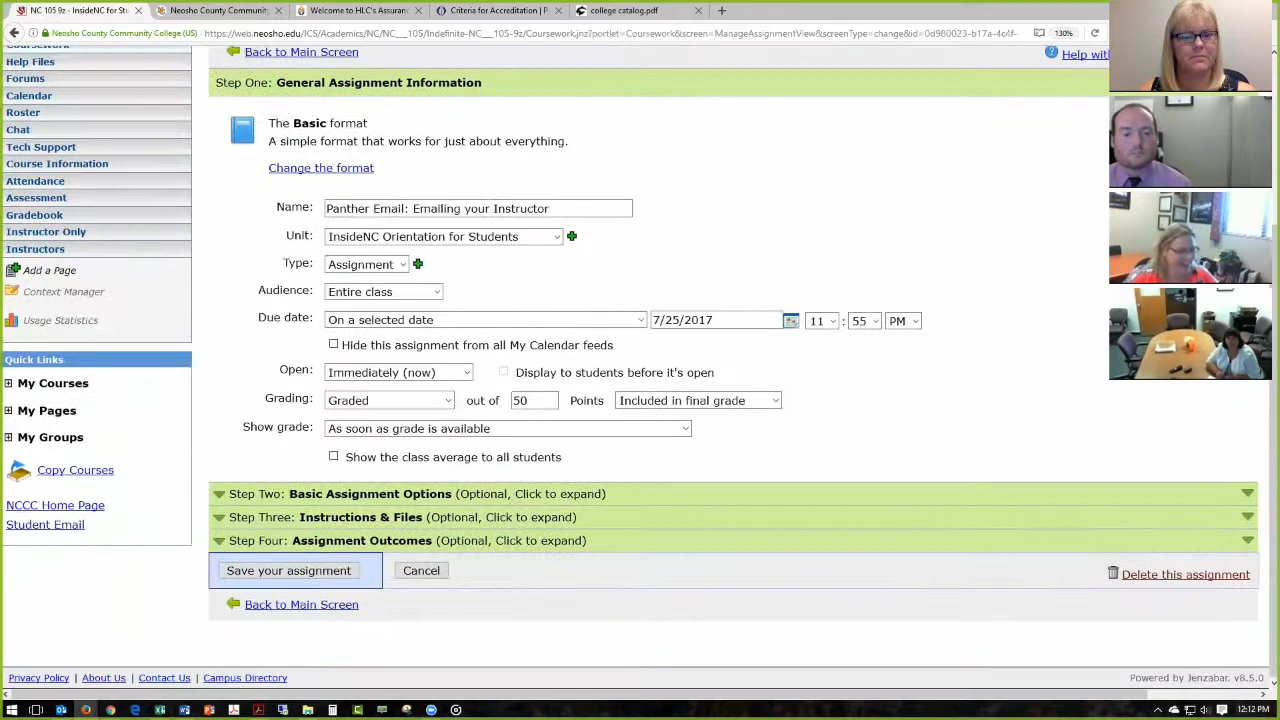 NC 105 9z - InsideNC for Stu
Neosho County Community
Welcome to HLC's Assuranc
Criteria for Accreditation | P
college catalog.pdf
Neosho County Community College (US)
https://web.neosho.edu/ICS/Academics/NC/NC__105/Indefinite-NC__105-9z/Coursework.jnz?portlet=Coursework&screen=ManageAssignmentView&screenType=change&id=0d980023-b17a-4c4f-
130%
Coursework
Help Files
Forums
Calendar
Roster
Chat
Tech Support
Course Information
Attendance
Assessment
Gradebook
Instructor Only
Instructors
Add a Page
Context Manager
Usage Statistics
Quick Links
My Courses
My Pages
My Groups
Copy Courses
NCCC Home Page
Student Email
Back to Main Screen
Help with
Step One: General Assignment Information
The Basic format
A simple format that works for just about everything.
Change the format
Name: Panther Email: Emailing your Instructor
Unit: InsideNC Orientation for Students
Type: Assignment
Audience: Entire class
Due date: On a selected date 7/25/2017 11 : 55 PM
Hide this assignment from all My Calendar feeds
Open: Immediately (now) Display to students before it's open
Grading: Graded out of 50 Points Included in final grade
Show grade: As soon as grade is available
Show the class average to all students
Step Two: Basic Assignment Options (Optional, Click to expand)
Step Three: Instructions & Files (Optional, Click to expand)
Step Four: Assignment Outcomes (Optional, Click to expand)
Save your assignment Cancel
Delete this assignment
Back to Main Screen
Privacy Policy About Us Contact Us Campus Directory
Powered by Jenzabar. v8.5.0
12:12 PM